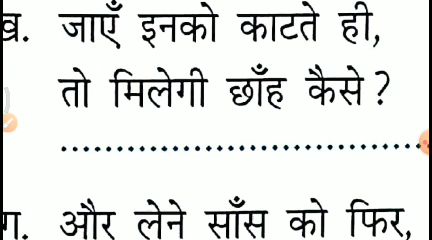 ख. जाएँ इनको काटते ही,
तो मिलेगी छाँह कैसे?
........................................
ग. और लेने साँस को फिर,